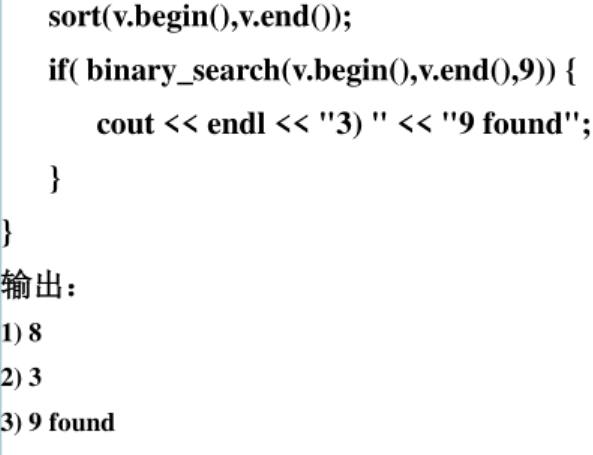 sort(v.begin(),v.end());
if( binary_search(v.begin(),v.end(),9)) {
cout << endl << "3) " << "9 found";
}
}
输出：
1) 8
2) 3
3) 9 found